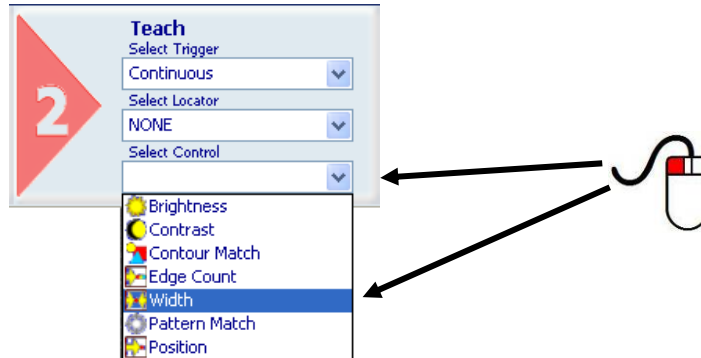 2
Teach
Select Trigger
Continuous
Select Locator
NONE
Select Control
Brightness
Contrast
Contour Match
Edge Count
Width
Pattern Match
Position